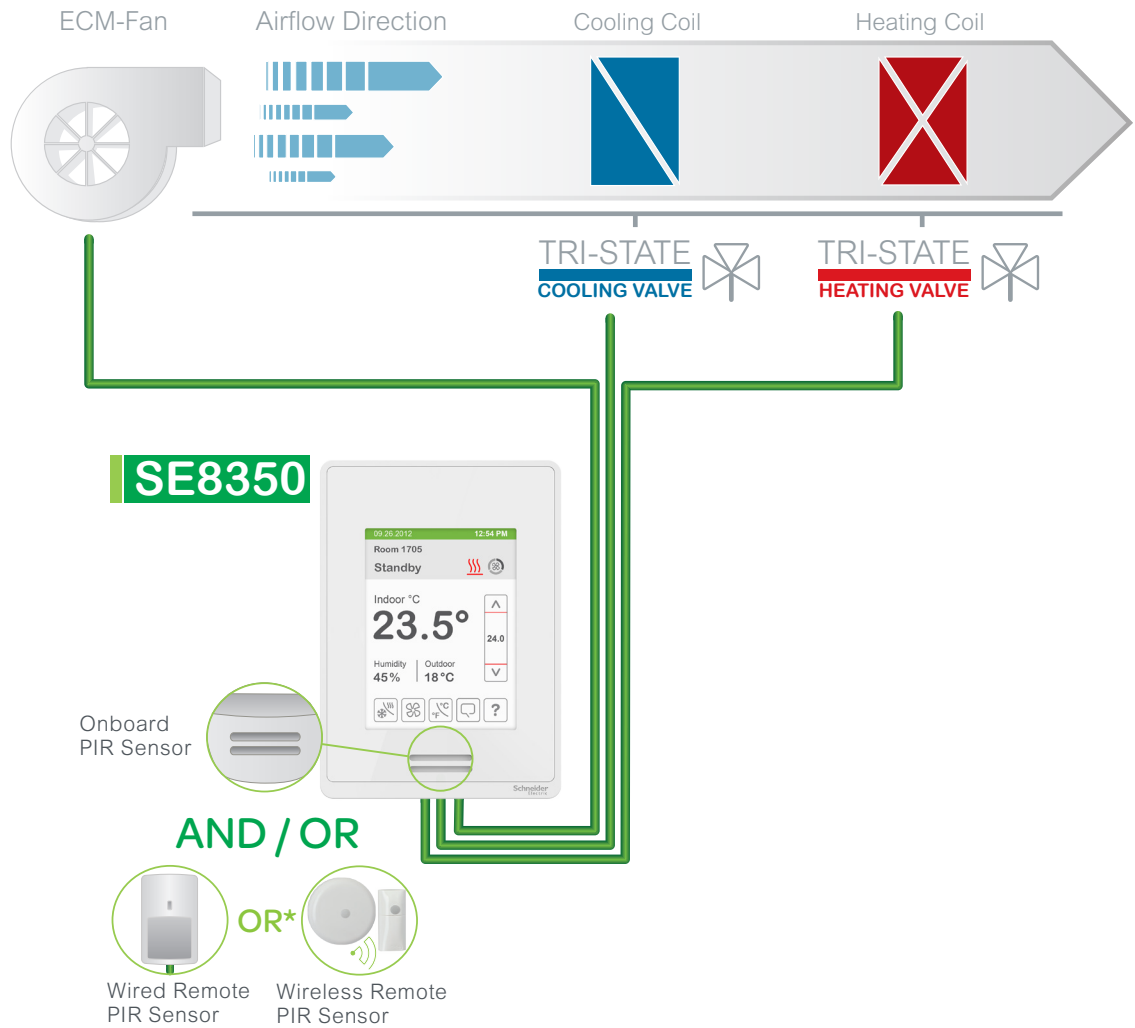 ECM-Fan
Airflow Direction
Cooling Coil
Heating Coil
TRI-STATE
COOLING VALVE
TRI-STATE
HEATING VALVE
SE8350
09.26.2012 12:54 PM
Room 1705
Standby
Indoor °C
23.5°
24.0
Humidity
45%
Outdoor
18°C
°C
°F
?
Onboard
PIR Sensor
Schneider
Electric
AND / OR
OR*
Wired Remote
PIR Sensor
Wireless Remote
PIR Sensor